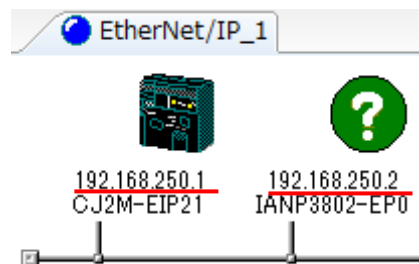 EtherNet/IP_1
192.168.250.1
CJ2M-EIP21
192.168.250.2
IANP3802-EP0